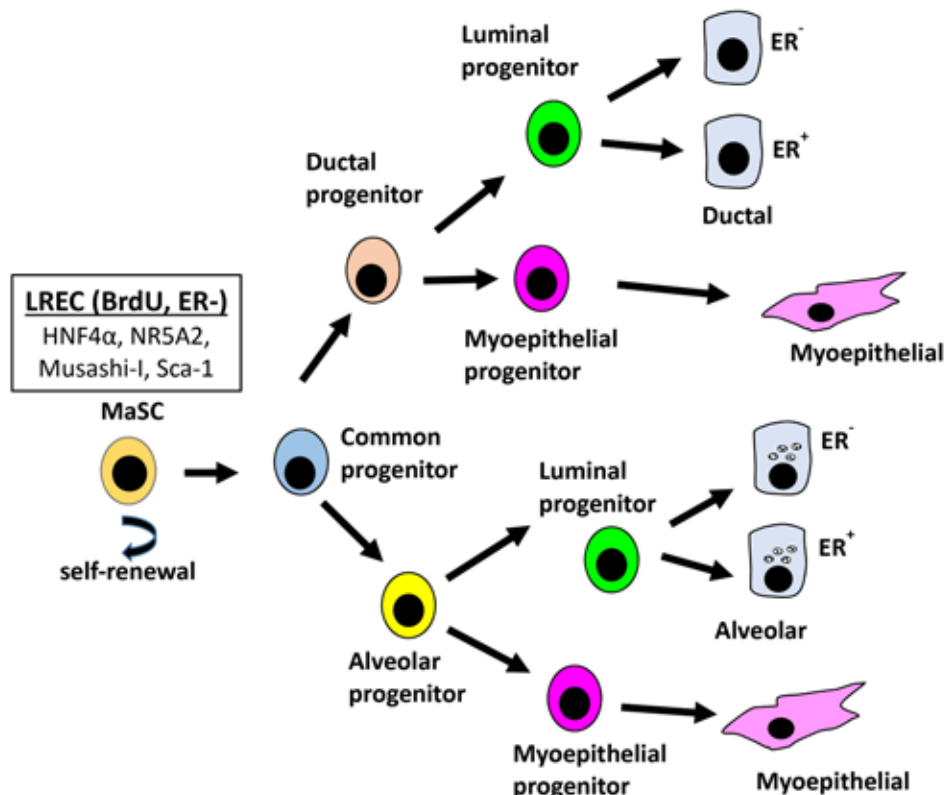 Luminal
progenitor
ER⁻
ER⁺
Ductal
Ductal
progenitor
Myoepithelial
progenitor
Myoepithelial
LREC (BrdU, ER-)
HNF4α, NR5A2,
Musashi-I, Sca-1
MaSC
self-renewal
Common
progenitor
Luminal
progenitor
ER⁻
ER⁺
Alveolar
Alveolar
progenitor
Myoepithelial
progenitor
Myoepithelial